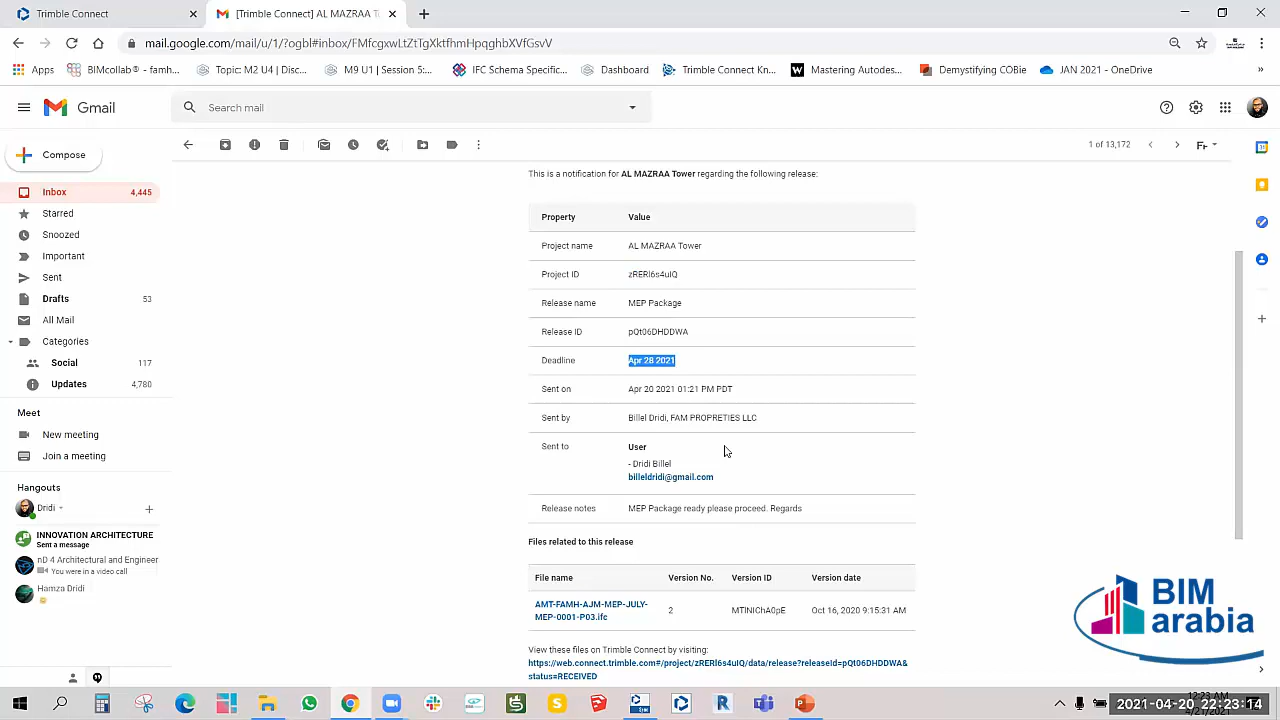 Trimble Connect
[Trimble Connect] AL MAZRAA T
mail.google.com/mail/u/1/?ogbl#inbox/FMfcgxwLtZtTgXktfhmHpqghbXVfGsvV
Apps
BIMcollab® - famh...
Topic: M2 U4 | Disc...
M9 U1 | Session 5:...
IFC Schema Specific...
Dashboard
Trimble Connect Kn...
Mastering Autodes...
Demystifying COBie
JAN 2021 - OneDrive
»
Gmail
Search mail
Compose
1 of 13,172
Inbox 4,445
Starred
Snoozed
Important
Sent
Drafts 53
All Mail
Categories
Social 117
Updates 4,780
Meet
New meeting
Join a meeting
Hangouts
Dridi
INNOVATION ARCHITECTURE
Sent a message
nD 4 Architectural and Engineer
You were in a video call
Hamza Dridi
This is a notification for AL MAZRAA Tower regarding the following release:
Property Value
Project name AL MAZRAA Tower
Project ID zRERl6s4uIQ
Release name MEP Package
Release ID pQt06DHDDWA
Deadline Apr 28 2021
Sent on Apr 20 2021 01:21 PM PDT
Sent by Billel Dridi, FAM PROPRETIES LLC
Sent to User
- Dridi Billel
billeldridi@gmail.com
Release notes MEP Package ready please proceed. Regards
Files related to this release
File name Version No. Version ID Version date
AMT-FAMH-AJM-MEP-JULY-
MEP-0001-P03.ifc 2 MTlNIChA0pE Oct 16, 2020 9:15:31 AM
View these files on Trimble Connect by visiting:
https://web.connect.trimble.com#/project/zRERl6s4uIQ/data/release?releaseId=pQt06DHDDWA&
status=RECEIVED
BIM
arabia
12:23 AM
2021-04-20 22:23:14